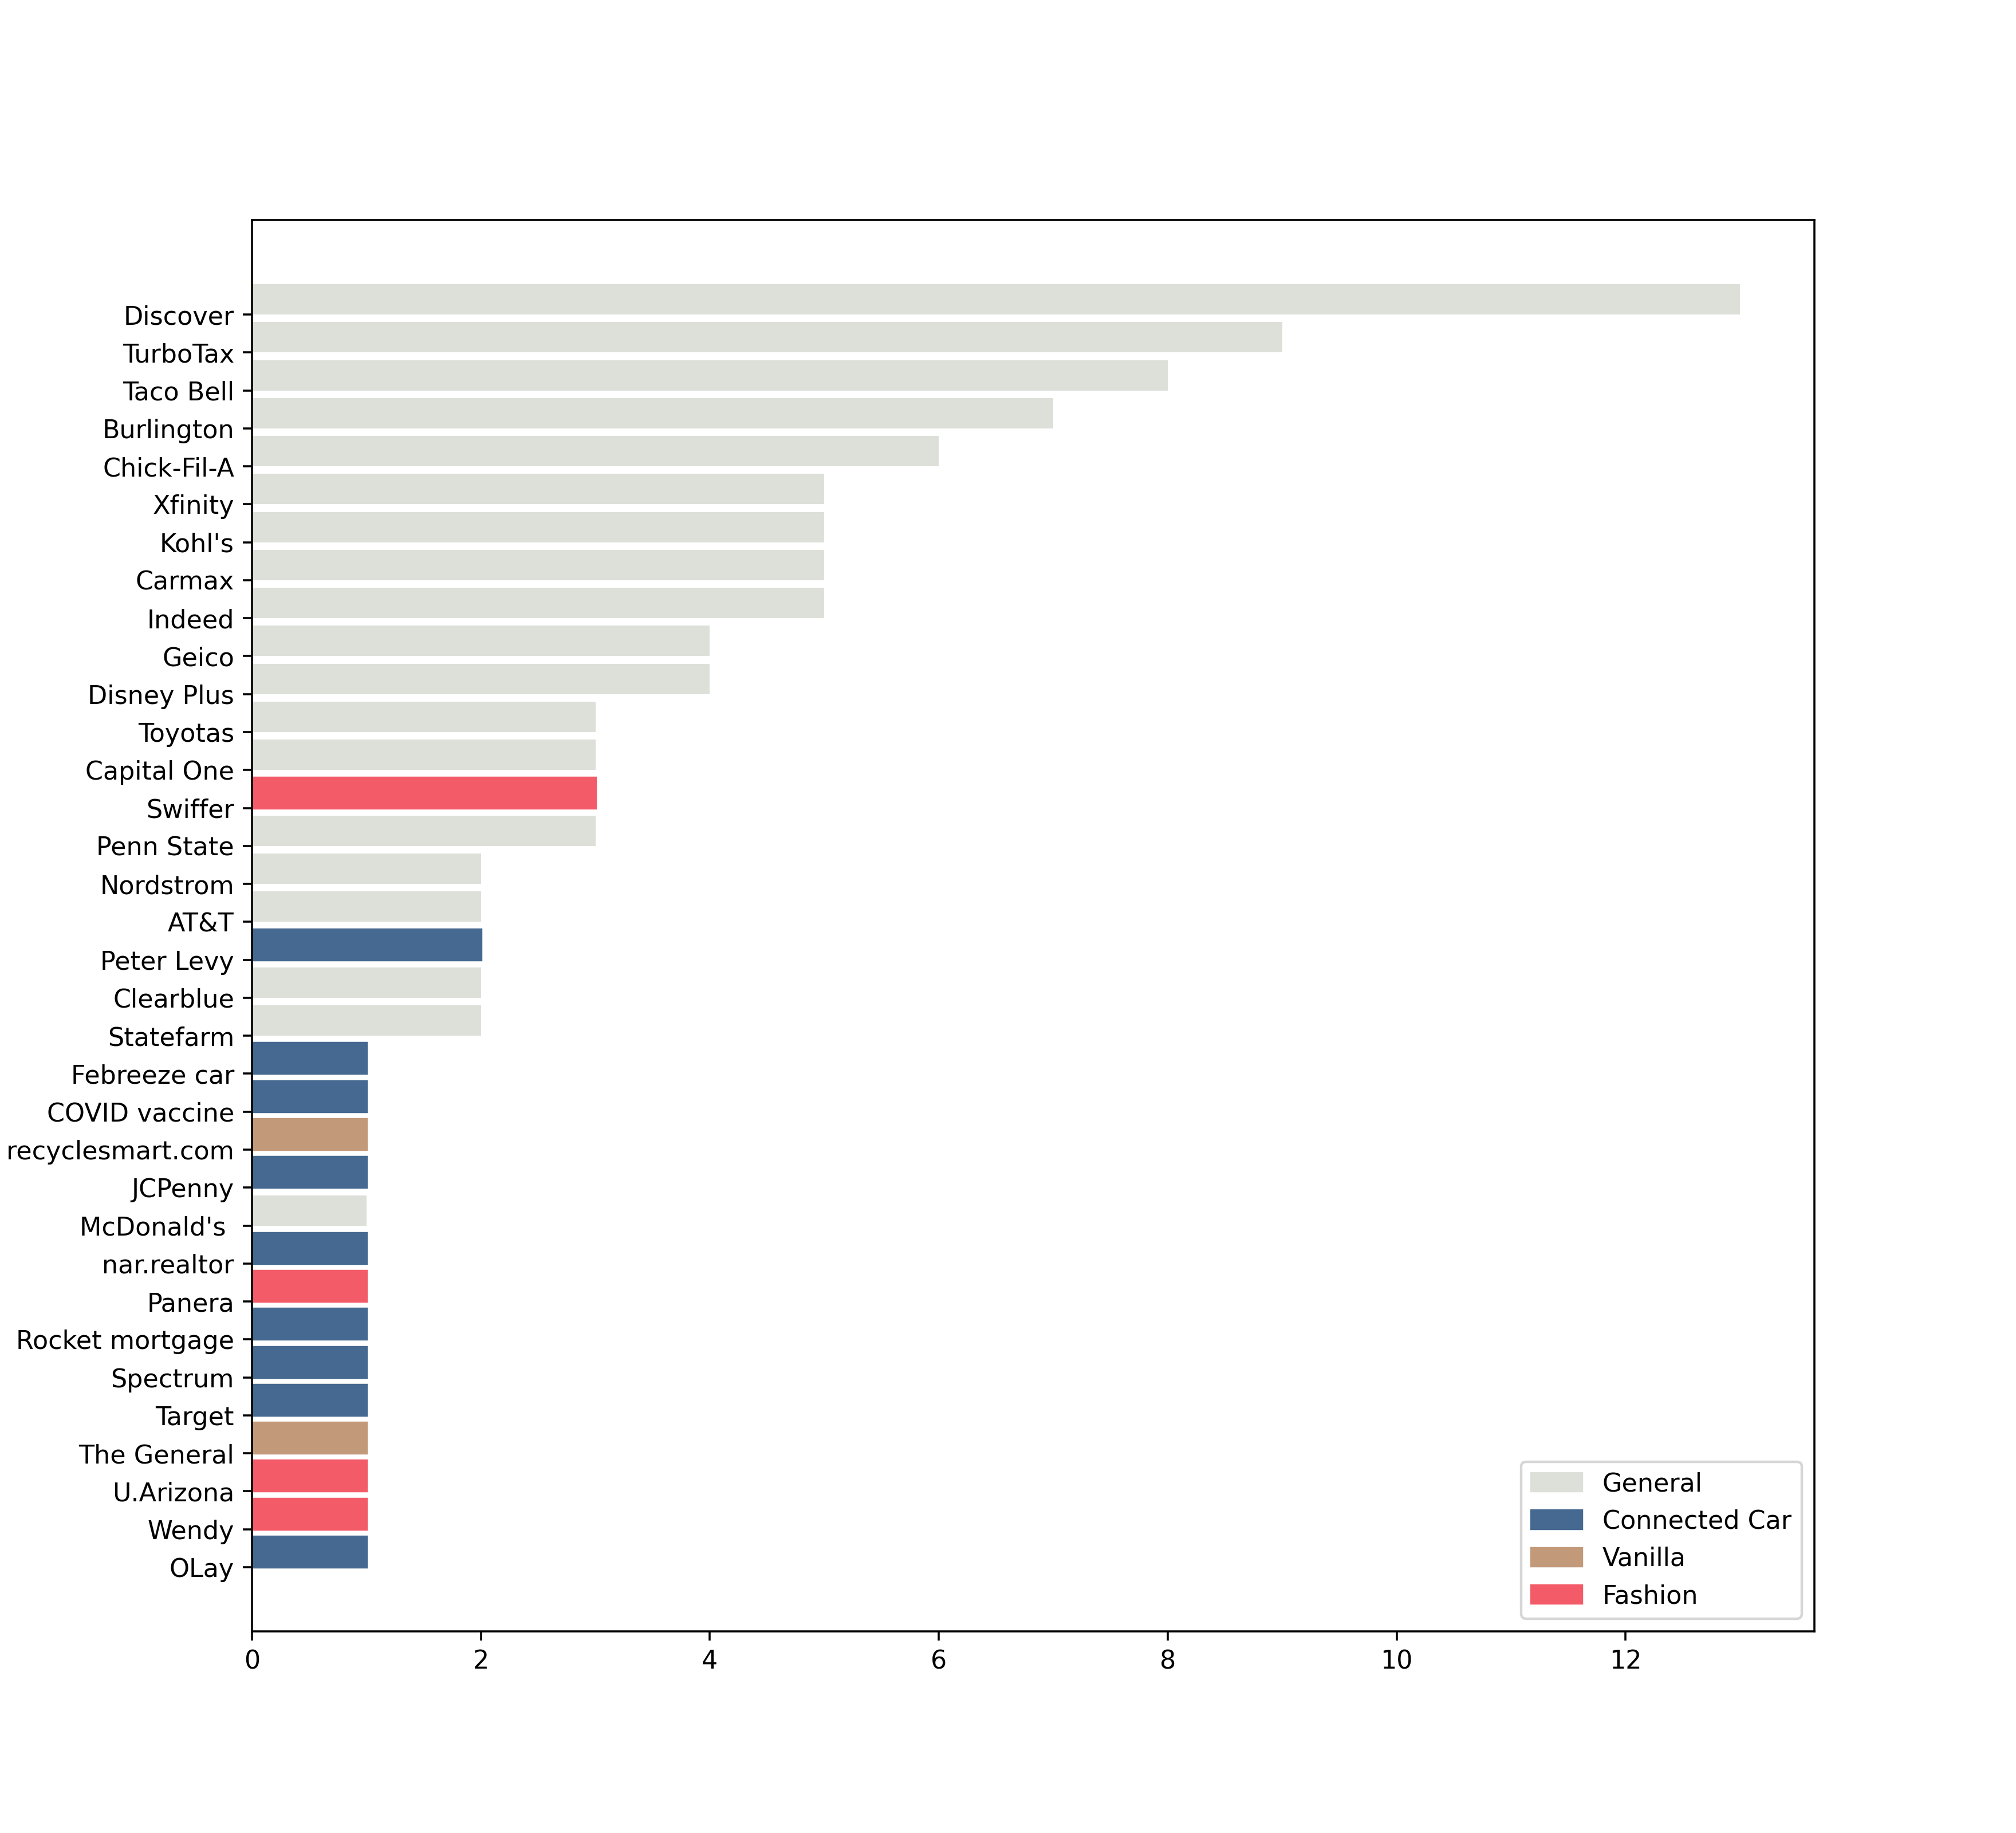 Discover
TurboTax
Taco Bell
Burlington
Chick-Fil-A
Xfinity
Kohl's
Carmax
Indeed
Geico
Disney Plus
Toyotas
Capital One
Swiffer
Penn State
Nordstrom
AT&T
Peter Levy
Clearblue
Statefarm
Febreeze car
COVID vaccine
recyclesmart.com
JCPenny
McDonald's
nar.realtor
Panera
Rocket mortgage
Spectrum
Target
The General
U.Arizona
Wendy
OLay
General
Connected Car
Vanilla
Fashion
0 2 4 6 8 10 12